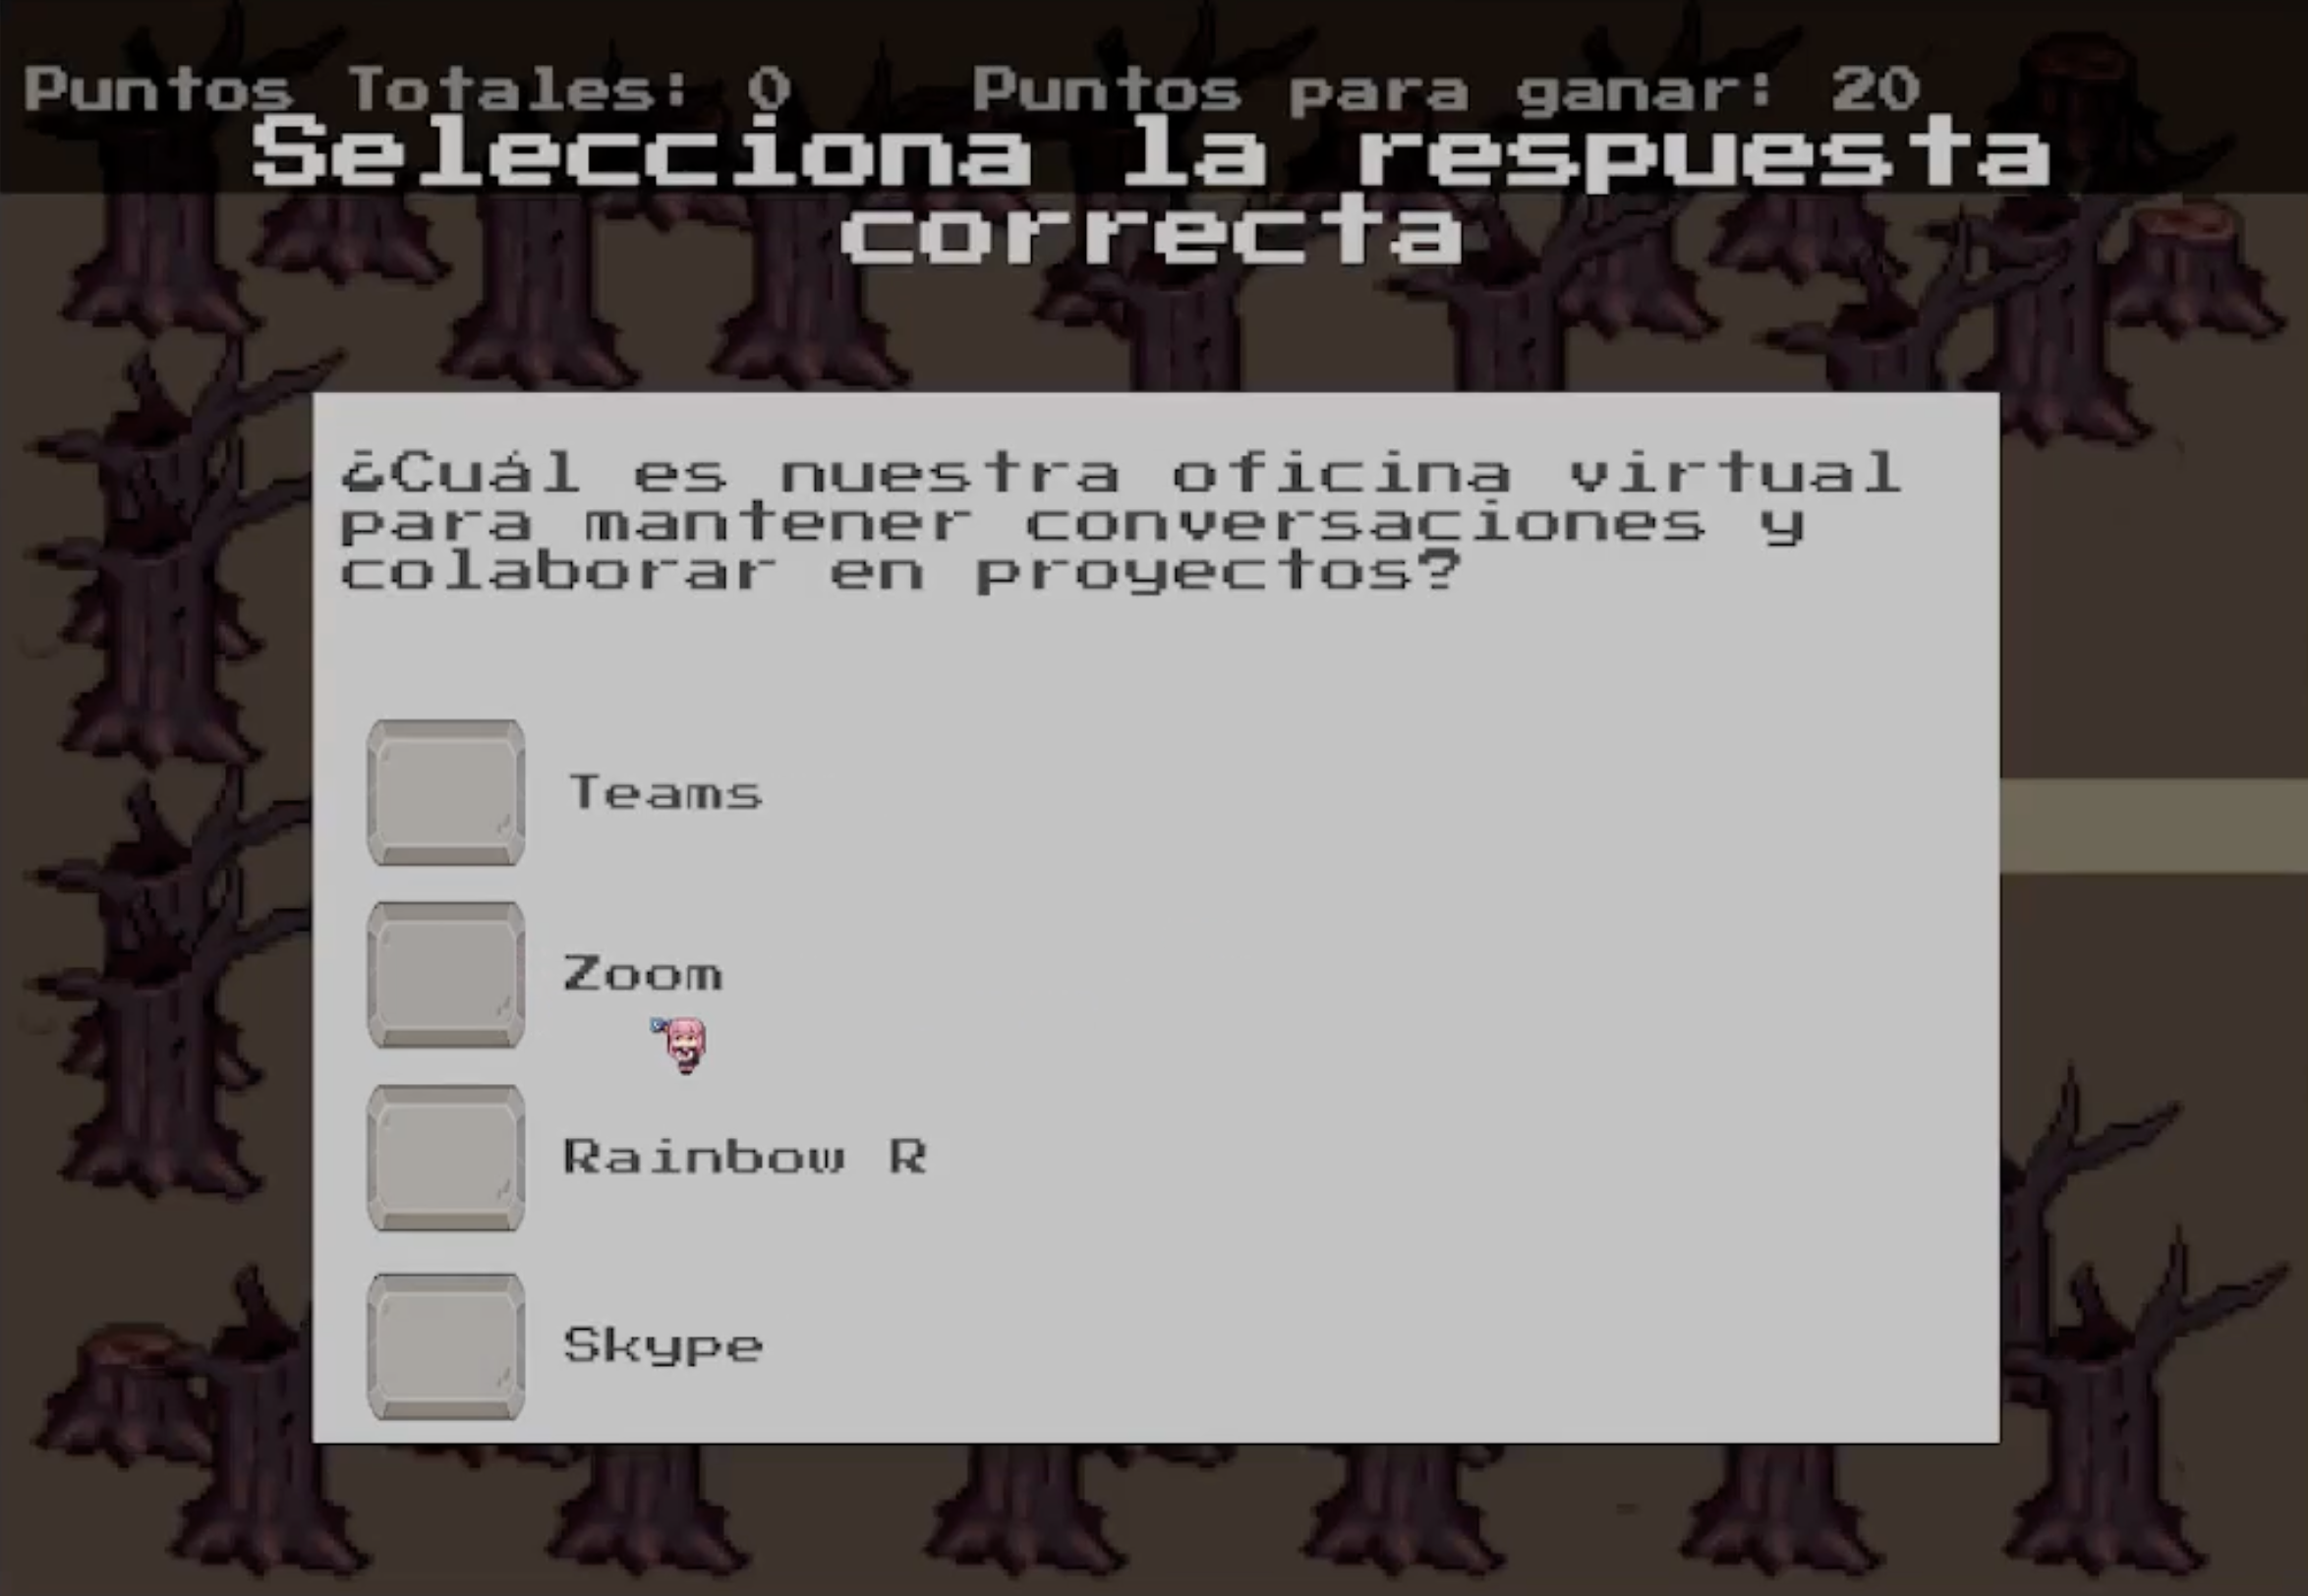 Puntos Totales: 0 Puntos para ganar: 20
Selecciona la respuesta
correcta
¿Cuál es nuestra oficina virtual
para mantener conversaciones y
colaborar en proyectos?
Teams
Zoom
Rainbow R
Skype